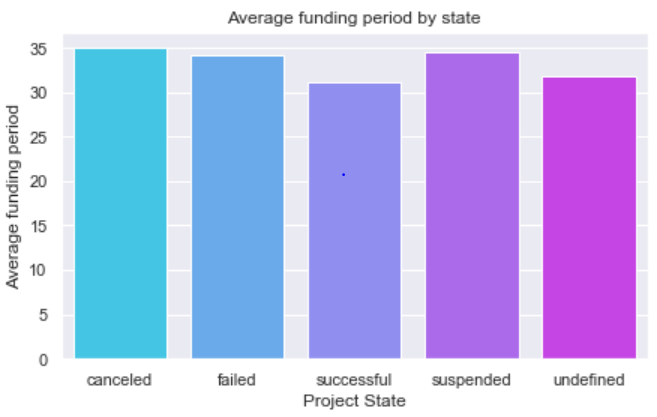 Average funding period by state
Average funding period
35
30
25
20
15
10
5
0
canceled failed successful suspended undefined
Project State